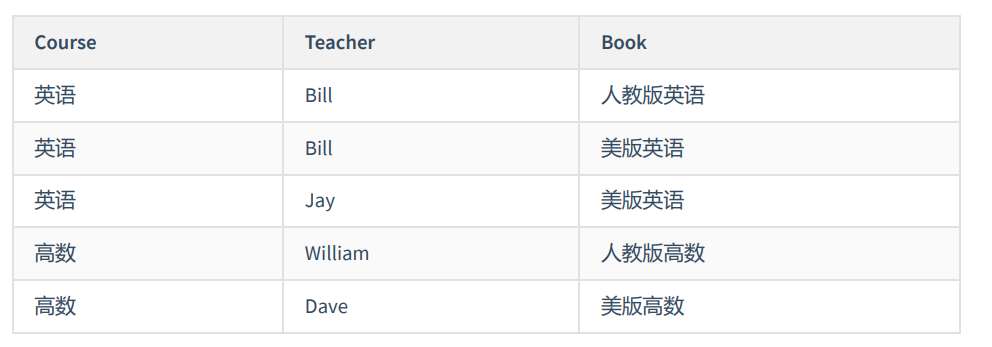 Course Teacher Book
英语 Bill 人教版英语
英语 Bill 美版英语
英语 Jay 美版英语
高数 William 人教版高数
高数 Dave 美版高数